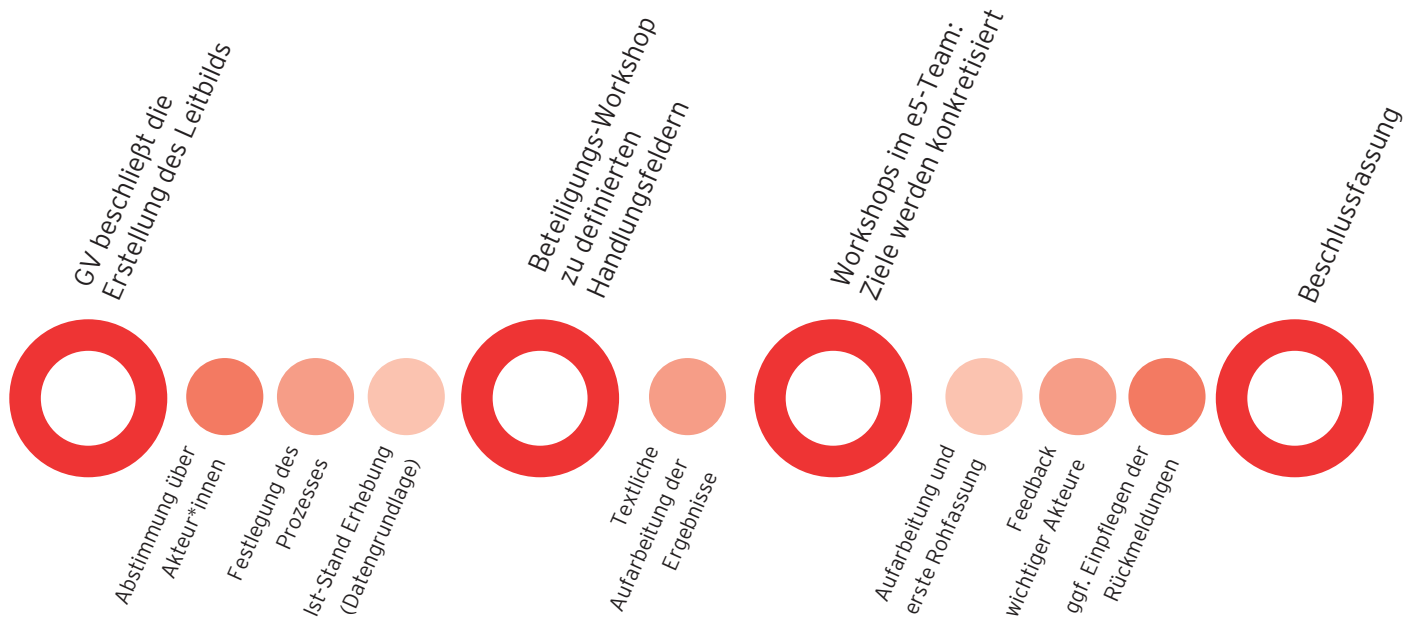 GV beschließt die
Erstellung des Leitbilds
Abstimmung über
Akteur*innen
Festlegung des
Prozesses
Ist-Stand Erhebung
(Datengrundlage)
Beteiligungs-Workshop
zu definierten
Handlungsfeldern
Textliche
Aufarbeitung der
Ergebnisse
Workshops im e5-Team:
Ziele werden konkretisiert
Aufarbeitung und
erste Rohfassung
Feedback
wichtiger Akteure
ggf. Einpflegen der
Rückmeldungen
Beschlussfassung